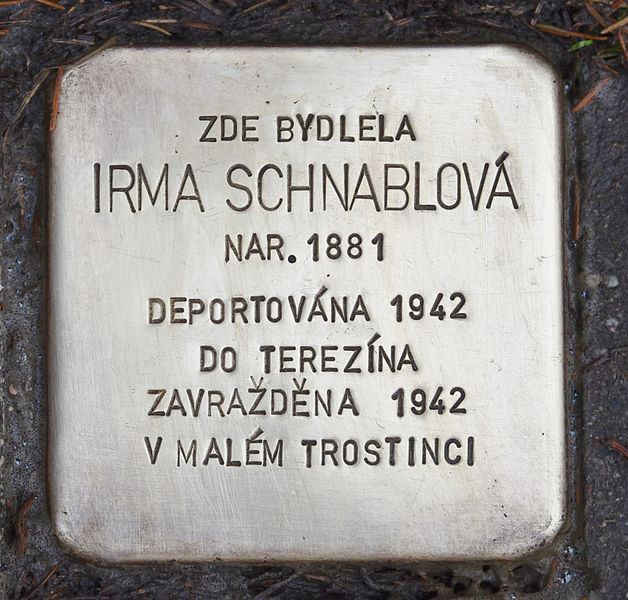 ZDE BYDLELA
IRMA SCHNABLOVÁ
NAR. 1881
DEPORTOVÁNA 1942
DO TEREZÍNA
ZAVRAŽDĚNA 1942
V MALÉM TROSTINCI